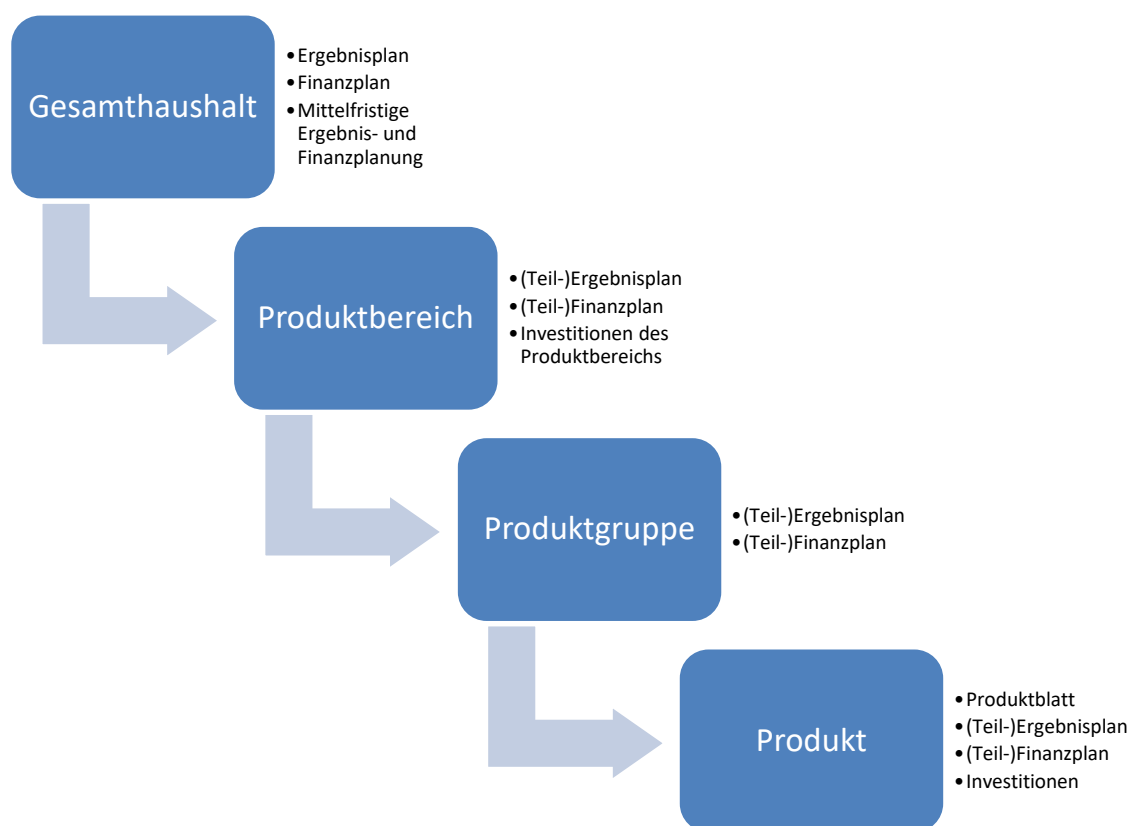 Gesamthaushalt
•Ergebnisplan
•Finanzplan
•Mittelfristige
Ergebnis- und
Finanzplanung
Produktbereich
•(Teil-)Ergebnisplan
•(Teil-)Finanzplan
•Investitionen des
Produktbereichs
Produktgruppe
•(Teil-)Ergebnisplan
•(Teil-)Finanzplan
Produkt
•Produktblatt
•(Teil-)Ergebnisplan
•(Teil-)Finanzplan
•Investitionen